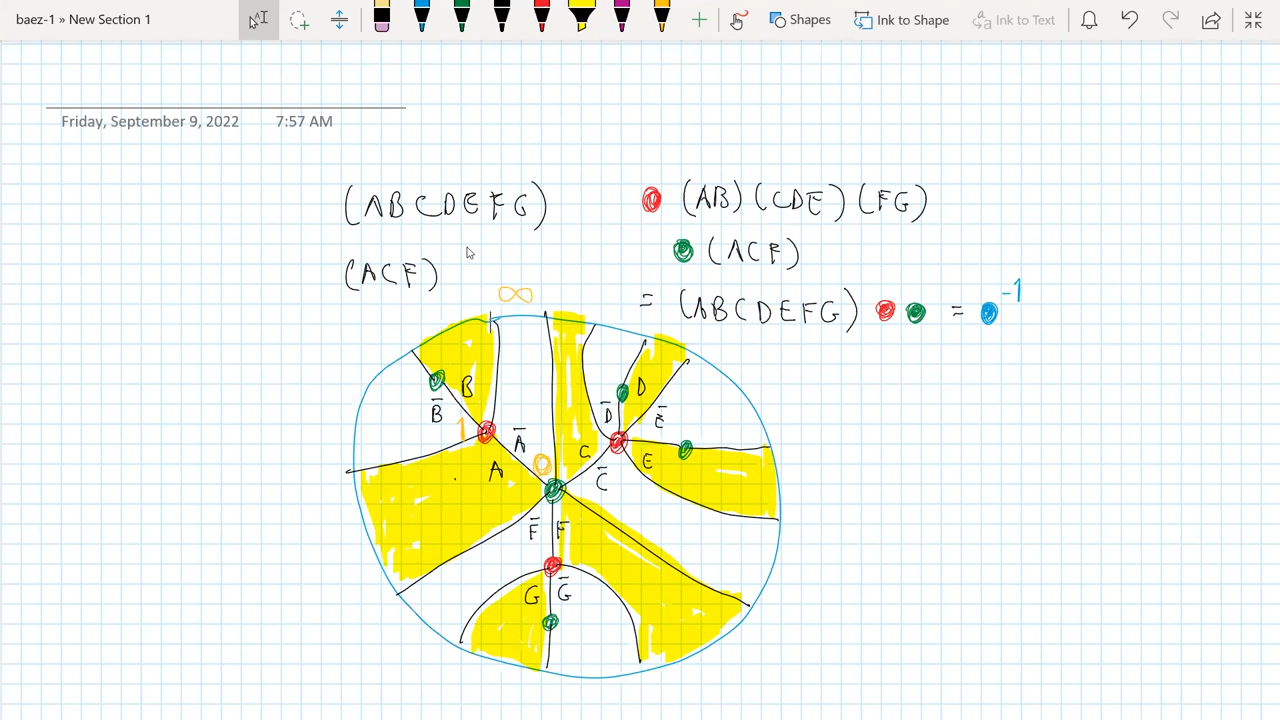 baez-1 » New Section 1
Shapes
Ink to Shape
Ink to Text
Friday, September 9, 2022 7:57 AM
(ABCDEFG)
(AB)(CDE)(FG)
(ACF)
(ACF)
= (ABCDEFG) = -1
∞
B
D
B̄
D̄
Ē
1
Ā
C
E
A
C̄
F̄
F
G
Ḡ